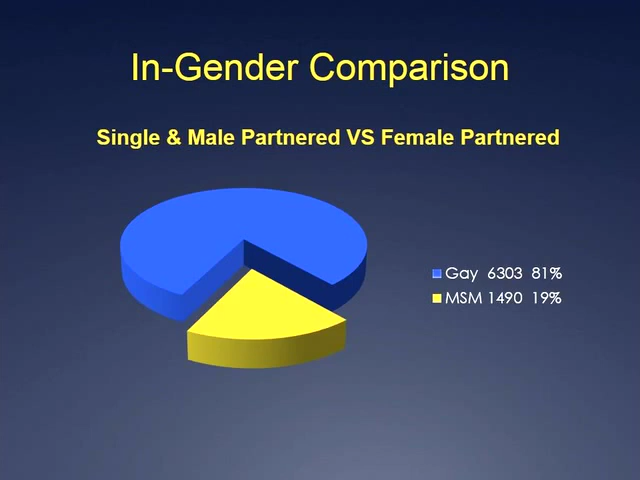 In-Gender Comparison
Single & Male Partnered VS Female Partnered
Gay 6303 81%
MSM 1490 19%